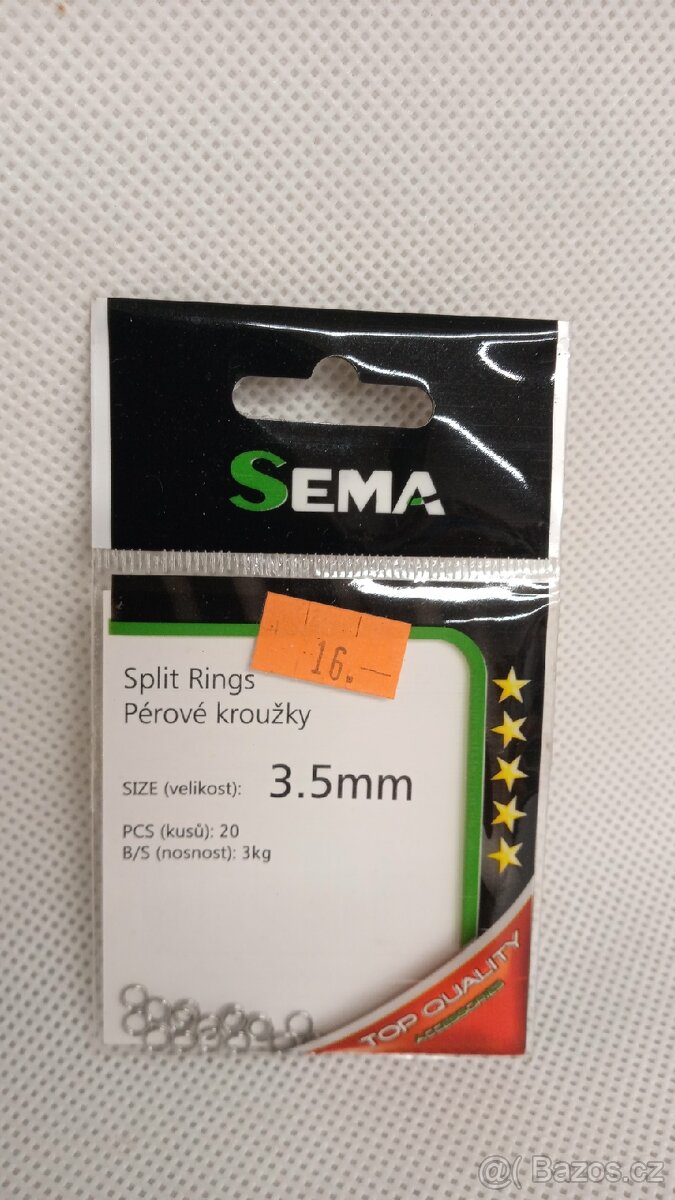 SEMA
16.—
Split Rings
Pérové kroužky
SIZE (velikost): 3.5mm
PCS (kusů): 20
B/S (nosnost): 3kg
TOP QUALITY
ACCESSORIES
@( Bazos.cz